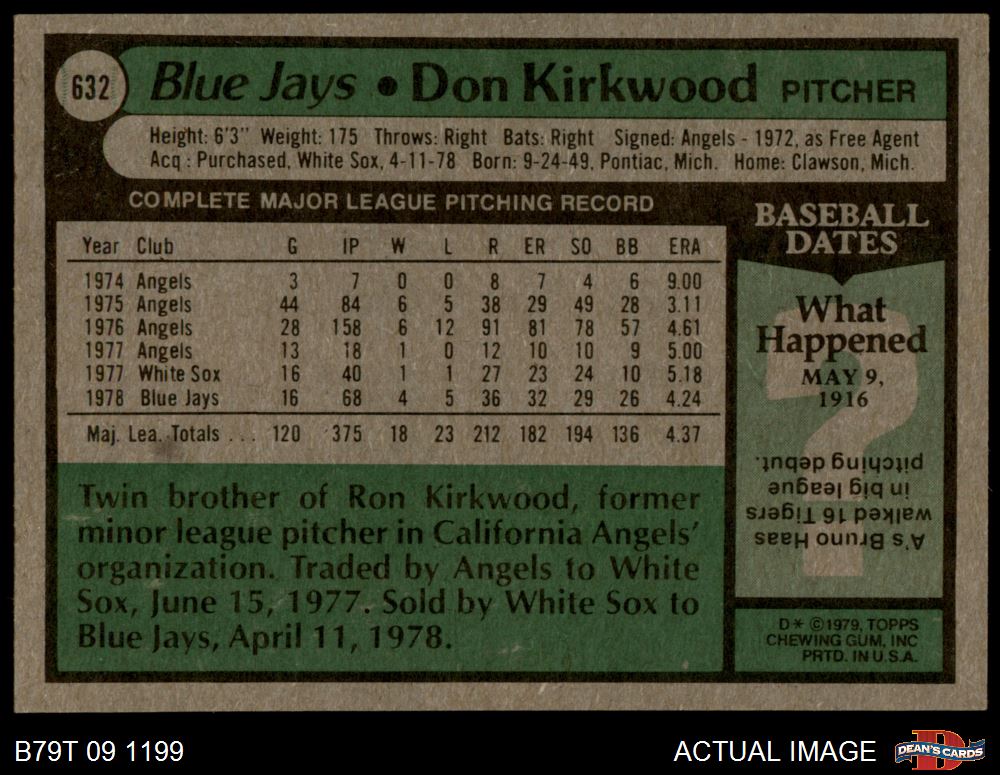 632
Blue Jays • Don Kirkwood PITCHER
Height: 6'3" Weight: 175 Throws: Right Bats: Right Signed: Angels - 1972, as Free Agent
Acq : Purchased, White Sox, 4-11-78 Born: 9-24-49, Pontiac, Mich. Home: Clawson, Mich.
COMPLETE MAJOR LEAGUE PITCHING RECORD
Year Club G IP W L R ER SO BB ERA
1974 Angels 3 7 0 0 8 7 4 6 9.00
1975 Angels 44 84 6 5 38 29 49 28 3.11
1976 Angels 28 158 6 12 91 81 78 57 4.61
1977 Angels 13 18 1 0 12 10 10 9 5.00
1977 White Sox 16 40 1 1 27 23 24 10 5.18
1978 Blue Jays 16 68 4 5 36 32 29 26 4.24
Maj. Lea. Totals . . . 120 375 18 23 212 182 194 136 4.37
Twin brother of Ron Kirkwood, former
minor league pitcher in California Angels'
organization. Traded by Angels to White
Sox, June 15, 1977. Sold by White Sox to
Blue Jays, April 11, 1978.
BASEBALL
DATES
What
Happened
MAY 9,
1916
?
A's Bruno Haas
walked 16 Tigers
in big league
pitching debut.
D* ©1979, TOPPS
CHEWING GUM, INC
PRTD. IN U.S.A.
B79T 09 1199
ACTUAL IMAGE
D
DEAN'S CARDS